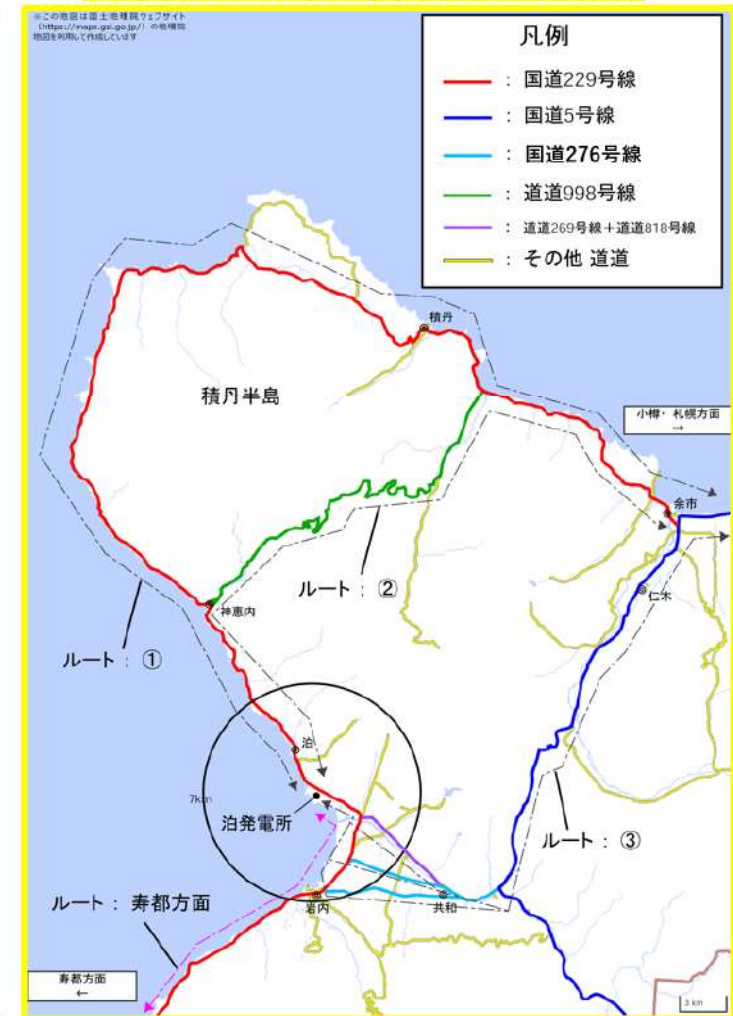 ※この地図は国土地理院ウェブサイト
(https://maps.gsi.go.jp/) の地理院
地図を利用して作成しています
凡例
: 国道229号線
: 国道5号線
: 国道276号線
: 道道998号線
: 道道269号線+道道818号線
: その他 道道
積丹
積丹半島
小樽・札幌方面
→
余市
仁木
ルート : ②
神恵内
ルート : ①
泊
7km
泊発電所
ルート : ③
ルート : 寿都方面
岩内
共和
寿都方面
←
3 km